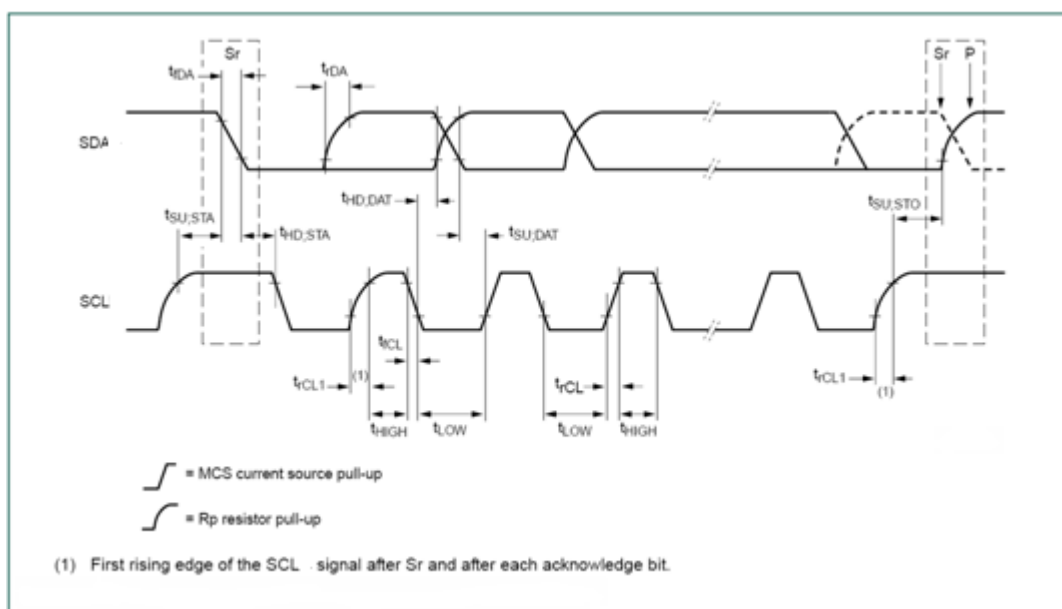 Sr
Sr P
tfDA
trDA
SDA
tHD;DAT
tSU;STO
tSU;STA
tHD;STA
tSU;DAT
SCL
tfCL
trCL1 (1)
trCL
trCL1
(1)
tHIGH
tLOW
tLOW
tHIGH
= MCS current source pull-up
= Rp resistor pull-up
(1) First rising edge of the SCL signal after Sr and after each acknowledge bit.